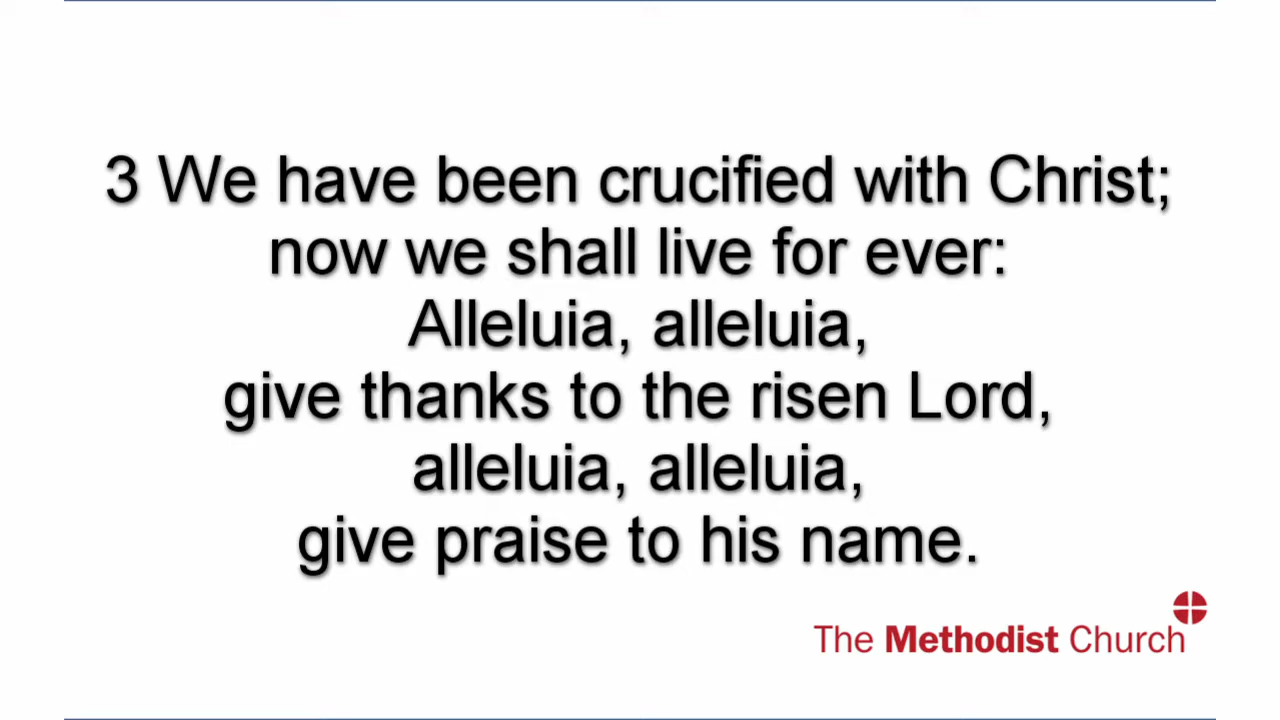 3 We have been crucified with Christ;
now we shall live for ever:
Alleluia, alleluia,
give thanks to the risen Lord,
alleluia, alleluia,
give praise to his name.
The Methodist Church